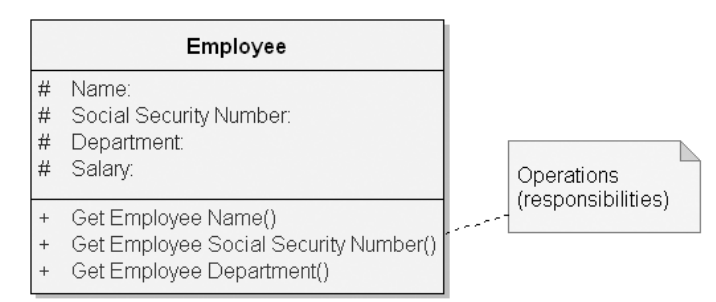 Employee
# Name:
# Social Security Number:
# Department:
# Salary:
+ Get Employee Name()
+ Get Employee Social Security Number()
+ Get Employee Department()
Operations
(responsibilities)